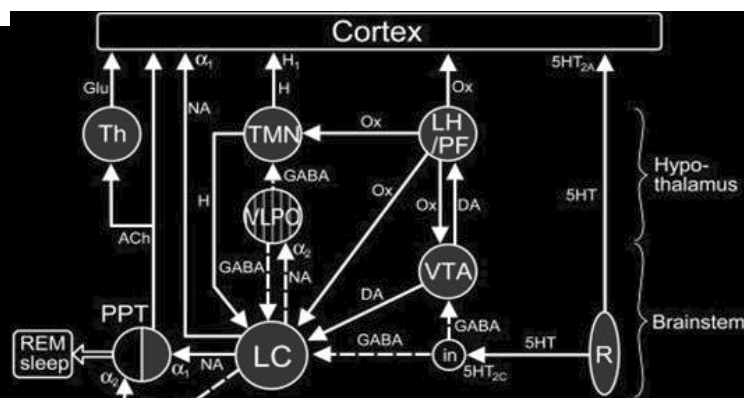 Cortex
α₁
H₁
5HT₂A
Glu
NA
H
Ox
Th
TMN
Ox
LH
/PF
Hypo-
thalamus
GABA
Ox
H
VLPO
Ox
DA
5HT
ACh
α₂
GABA
NA
VTA
DA
PPT
Brainstem
GABA
REM
sleep
LC
GABA
in
5HT
R
α₁
NA
5HT₂C
α₂